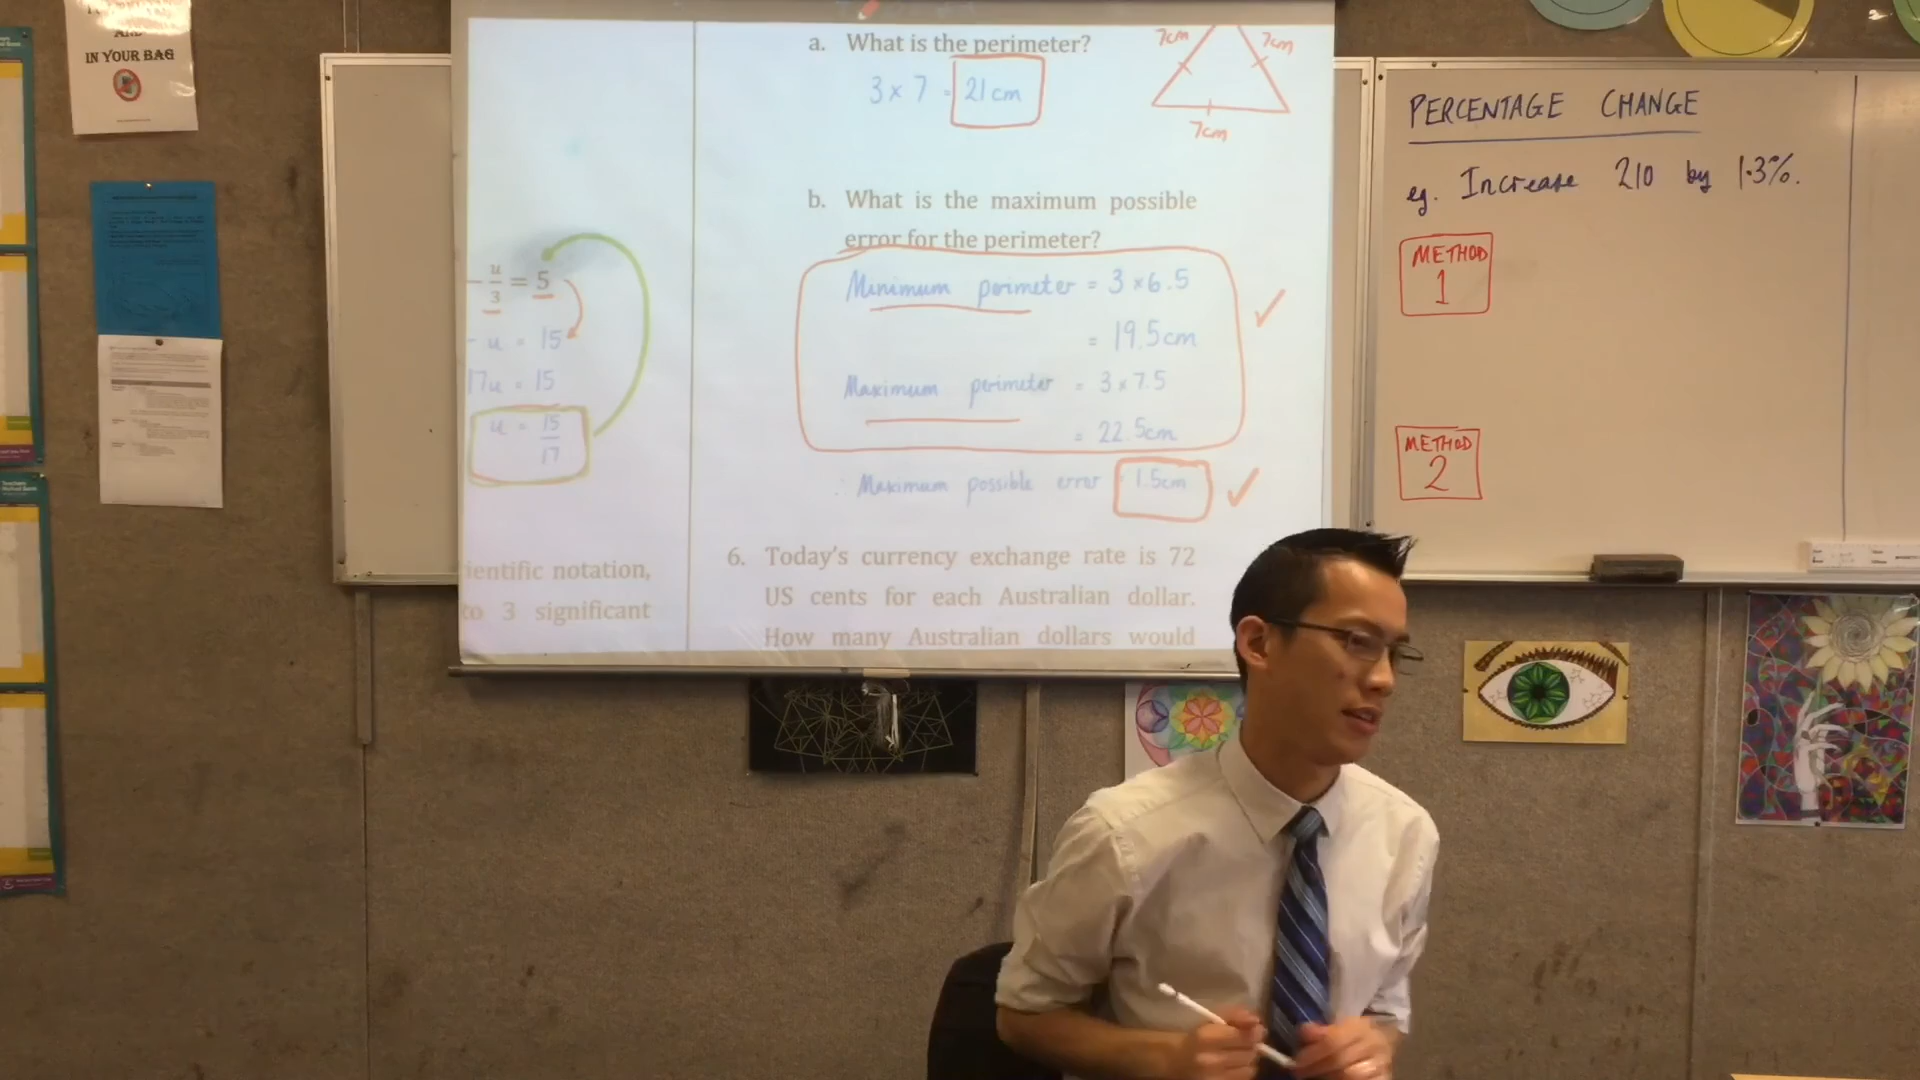 AND
IN YOUR BAG
a. What is the perimeter?
3 × 7 = 21cm
7cm
7cm
7cm
b. What is the maximum possible
error for the perimeter?
Minimum perimeter = 3 × 6.5
= 19.5cm
Maximum perimeter = 3 × 7.5
= 22.5cm
∴ Maximum possible error = 1.5cm
6. Today's currency exchange rate is 72
US cents for each Australian dollar.
How many Australian dollars would
- u/3 = 5
- u = 15
17u = 15
u = 15/17
ientific notation,
to 3 significant
PERCENTAGE CHANGE
eg. Increase 210 by 1.3%.
METHOD
1
METHOD
2